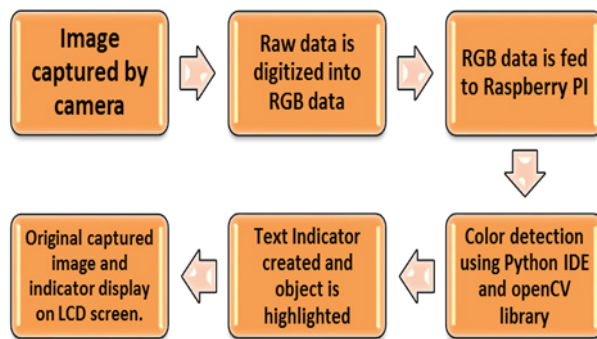 Image
captured by
camera
Raw data is
digitized into
RGB data
RGB data is fed
to Raspberry PI
Color detection
using Python IDE
and openCV
library
Text Indicator
created and
object is
highlighted
Original captured
image and
indicator display
on LCD screen.